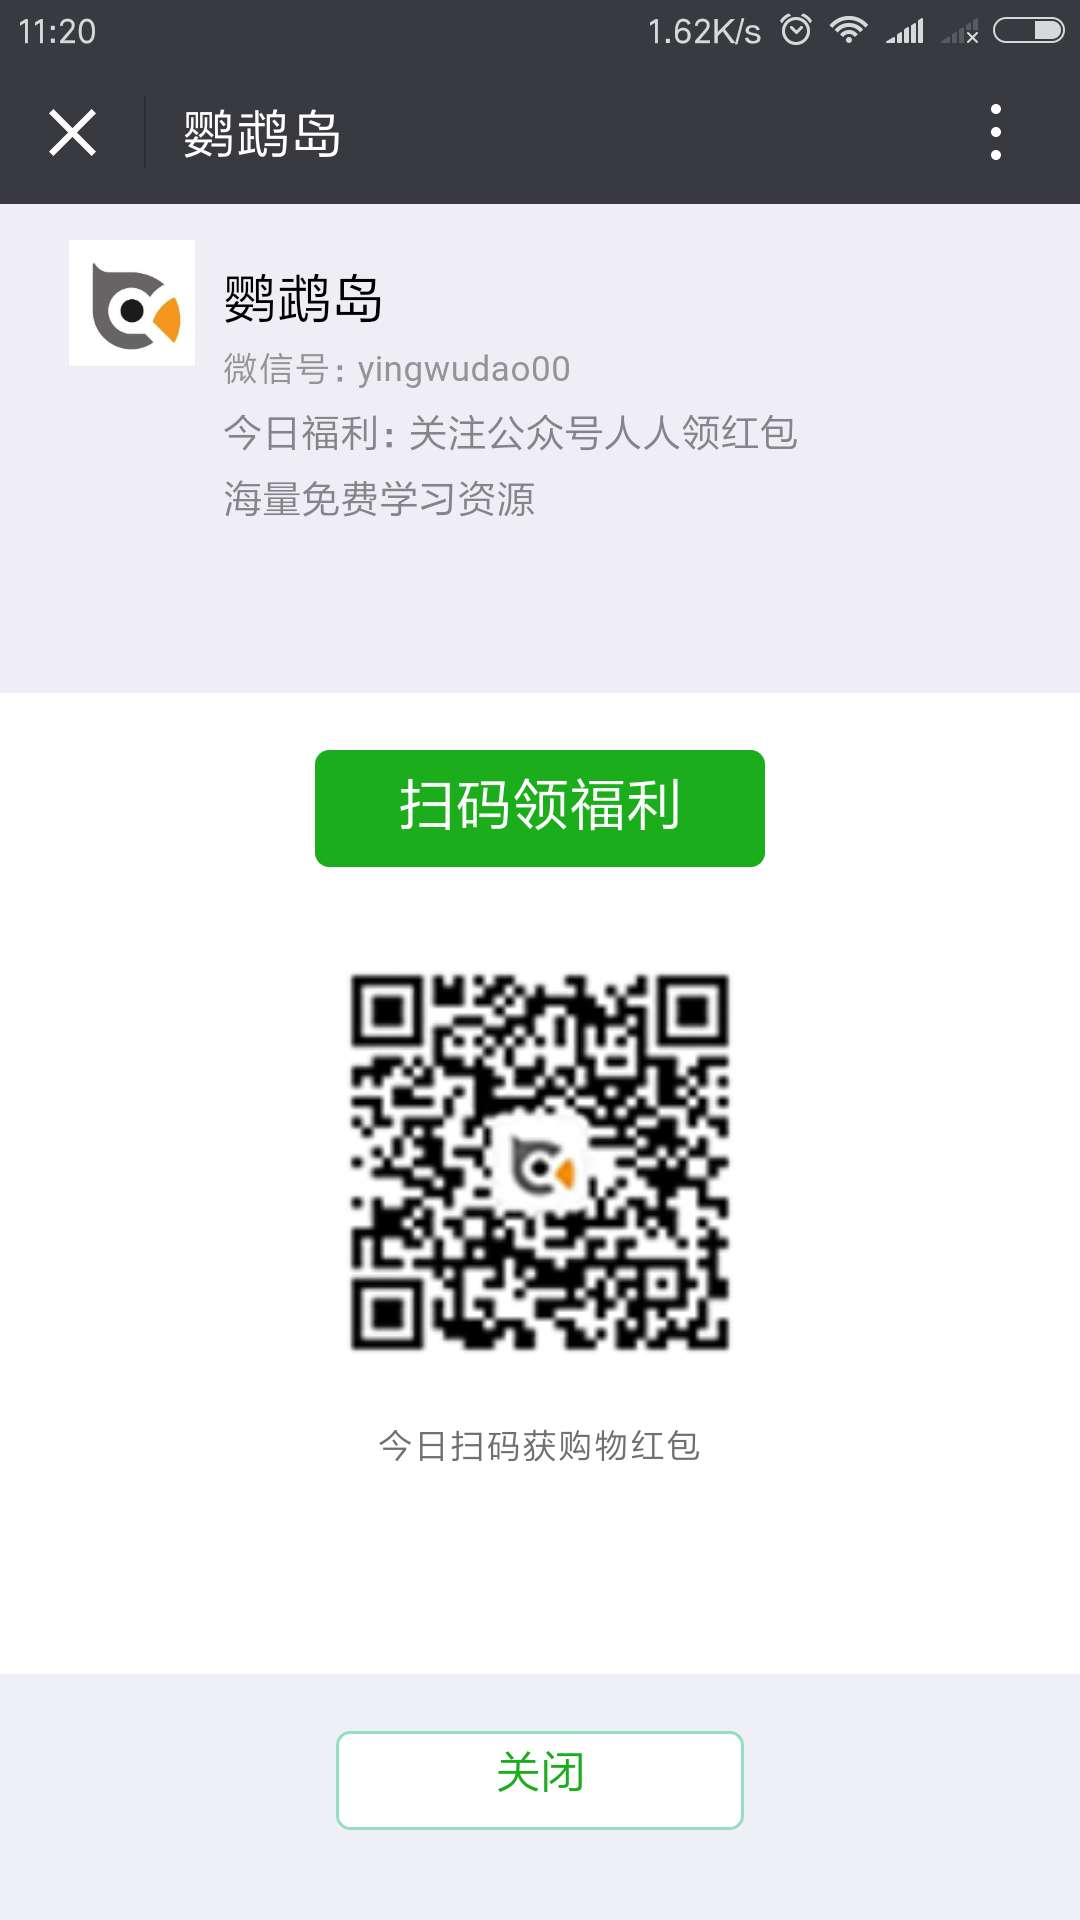 11:20
1.62K/s
鹦鹉岛
鹦鹉岛
微信号: yingwudao00
今日福利: 关注公众号人人领红包
海量免费学习资源
扫码领福利
今日扫码获购物红包
关闭